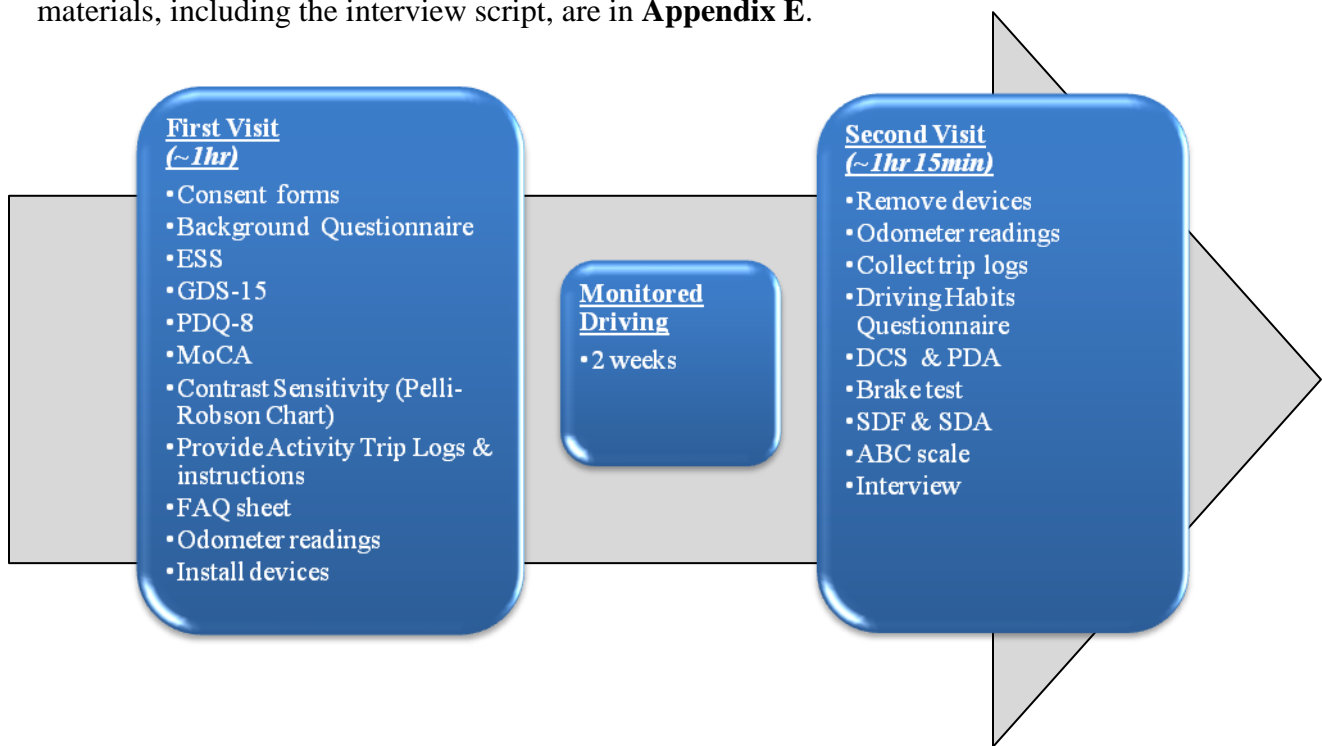 materials, including the interview script, are in Appendix E.
First Visit
(~1hr)
•Consent forms
•Background Questionnaire
•ESS
•GDS-15
•PDQ-8
•MoCA
•Contrast Sensitivity (Pelli-
Robson Chart)
•Provide Activity Trip Logs &
instructions
•FAQ sheet
•Odometer readings
•Install devices
Monitored
Driving
•2 weeks
Second Visit
(~1hr 15min)
•Remove devices
•Odometer readings
•Collect trip logs
•Driving Habits
Questionnaire
•DCS & PDA
•Brake test
•SDF & SDA
•ABC scale
•Interview